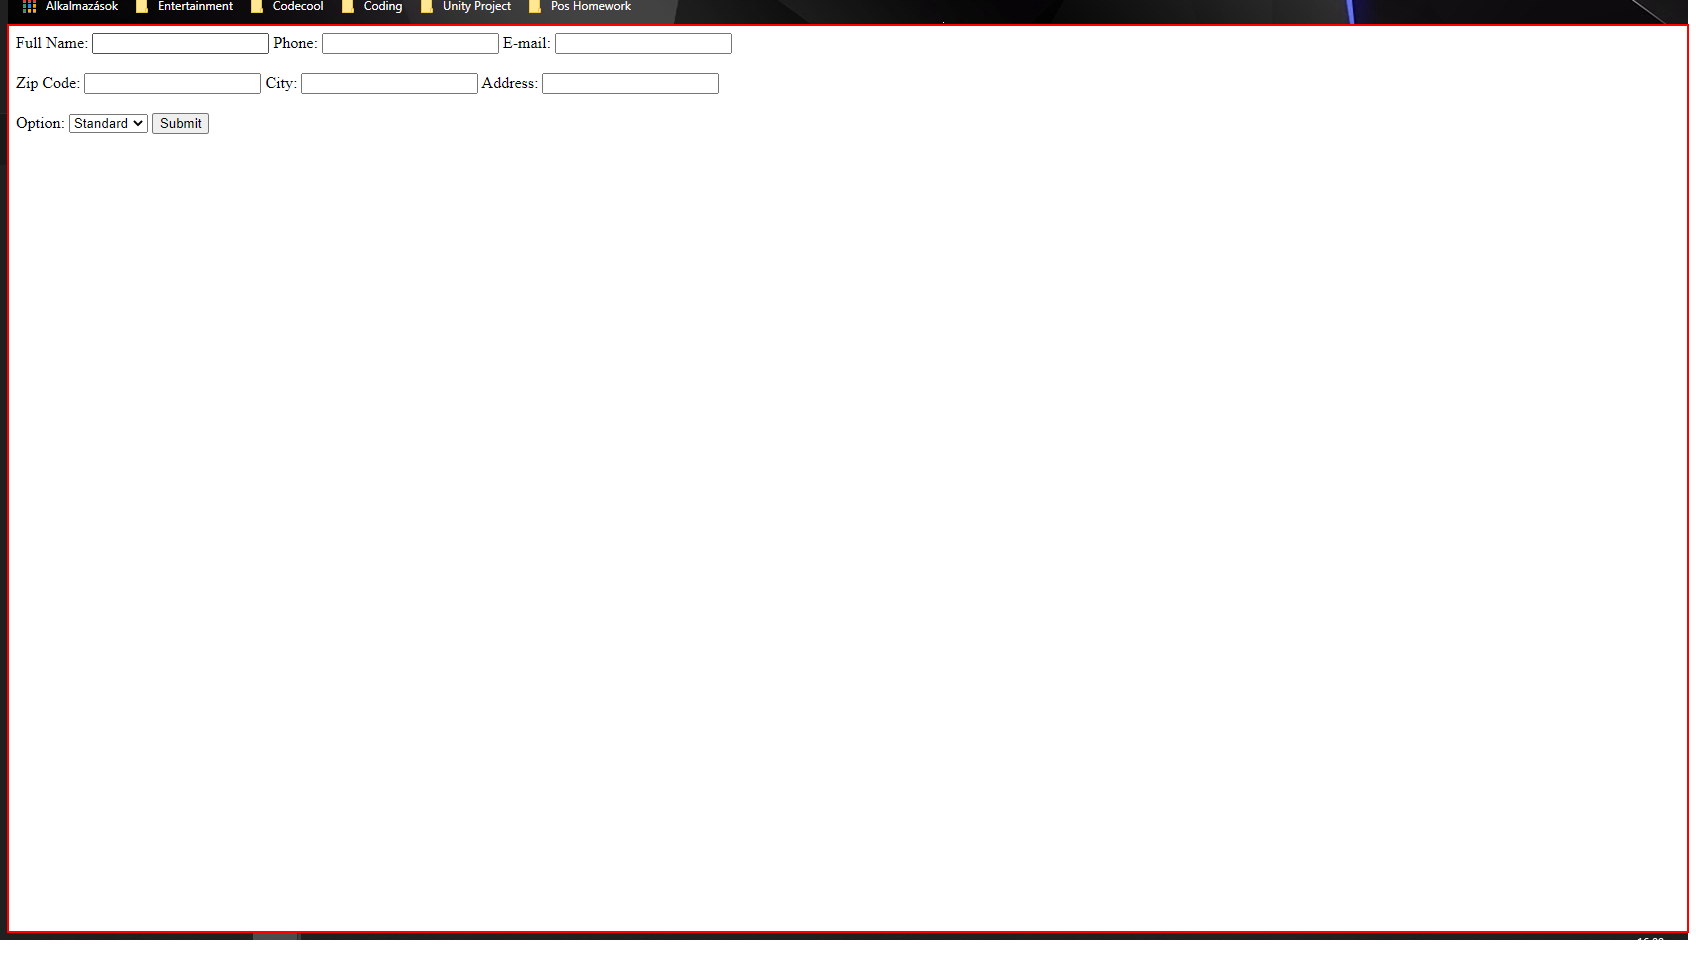 Alkalmazások Entertainment Codecool Coding Unity Project Pos Homework
Full Name: Phone: E-mail:
Zip Code: City: Address:
Option: Standard Submit